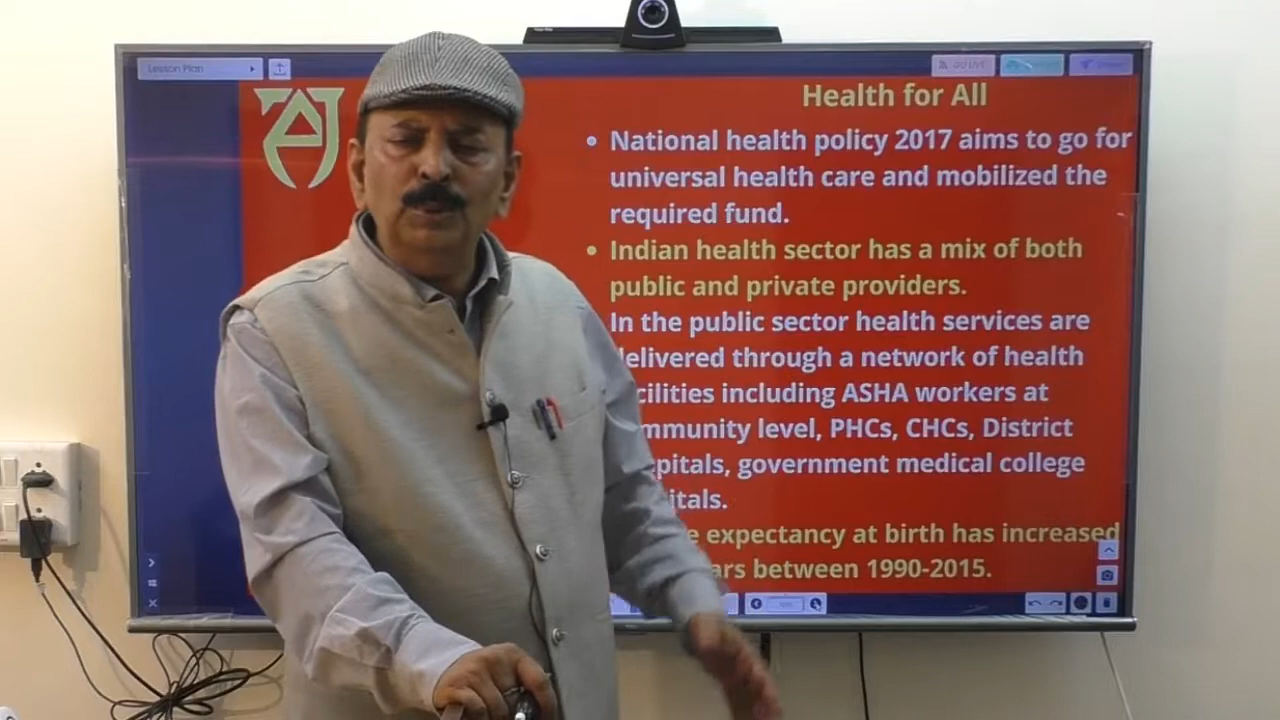 Lesson Plan
Health for All
• National health policy 2017 aims to go for
universal health care and mobilized the
required fund.
• Indian health sector has a mix of both
public and private providers.
In the public sector health services are
elivered through a network of health
cilities including ASHA workers at
mmunity level, PHCs, CHCs, District
pitals, government medical college
itals.
e expectancy at birth has increased
ars between 1990-2015.